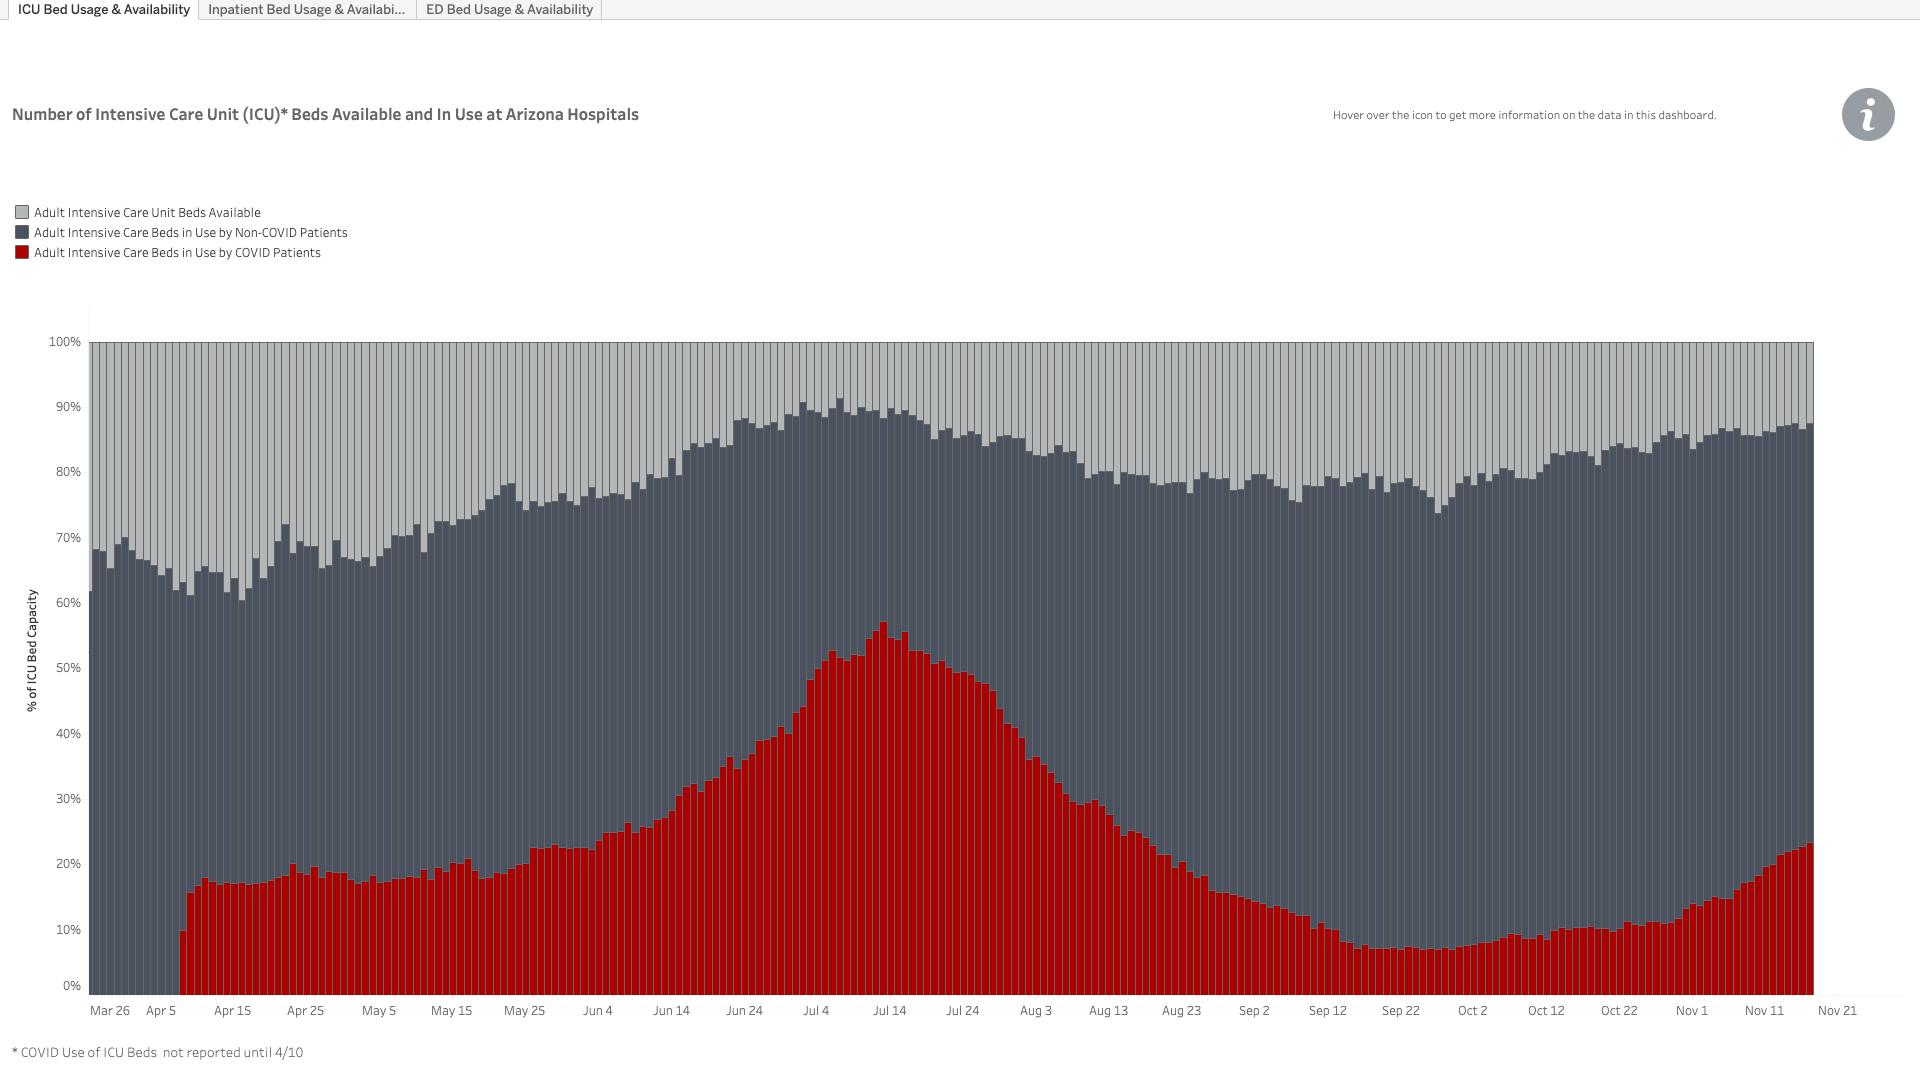 ICU Bed Usage & Availability
Inpatient Bed Usage & Availabi...
ED Bed Usage & Availability
Number of Intensive Care Unit (ICU)* Beds Available and In Use at Arizona Hospitals
Hover over the icon to get more information on the data in this dashboard.
i
Adult Intensive Care Unit Beds Available
Adult Intensive Care Beds in Use by Non-COVID Patients
Adult Intensive Care Beds in Use by COVID Patients
100%
90%
80%
70%
60%
50%
40%
30%
20%
10%
0%
% of ICU Bed Capacity
Mar 26 Apr 5 Apr 15 Apr 25 May 5 May 15 May 25 Jun 4 Jun 14 Jun 24 Jul 4 Jul 14 Jul 24 Aug 3 Aug 13 Aug 23 Sep 2 Sep 12 Sep 22 Oct 2 Oct 12 Oct 22 Nov 1 Nov 11 Nov 21
* COVID Use of ICU Beds  not reported until 4/10